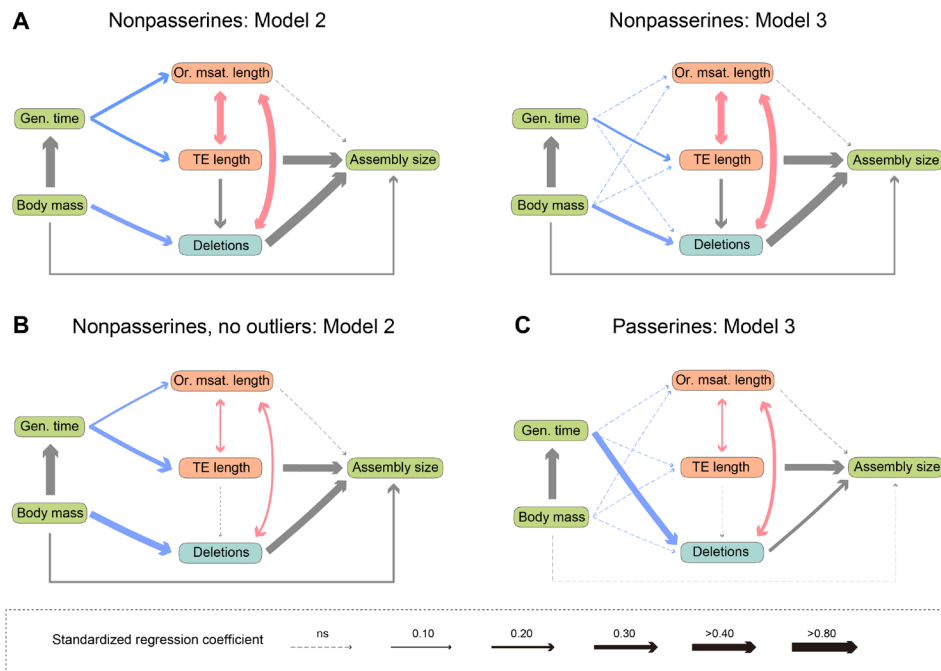 A
Nonpasserines: Model 2
Or. msat. length
Gen. time
TE length
Assembly size
Body mass
Deletions
Nonpasserines: Model 3
Or. msat. length
Gen. time
TE length
Assembly size
Body mass
Deletions
B
Nonpasserines, no outliers: Model 2
Or. msat. length
Gen. time
TE length
Assembly size
Body mass
Deletions
C
Passerines: Model 3
Or. msat. length
Gen. time
TE length
Assembly size
Body mass
Deletions
Standardized regression coefficient
ns
0.10
0.20
0.30
>0.40
>0.80